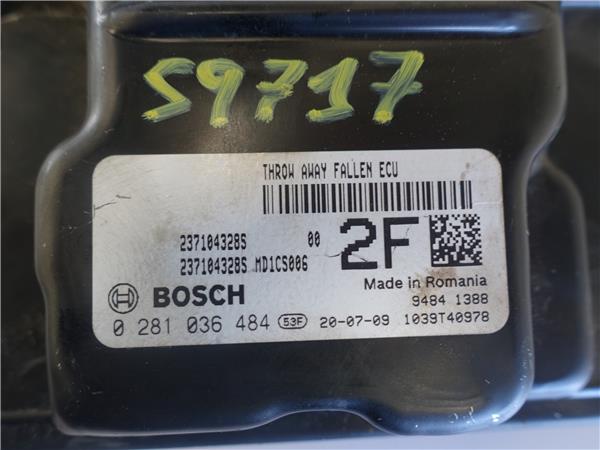 S9717
THROW AWAY FALLEN ECU
237104328S 00
237104328S MD1CS006
2F
Made in Romania
BOSCH
9484 1388
0 281 036 484 53F 20-07-09 1039T40978